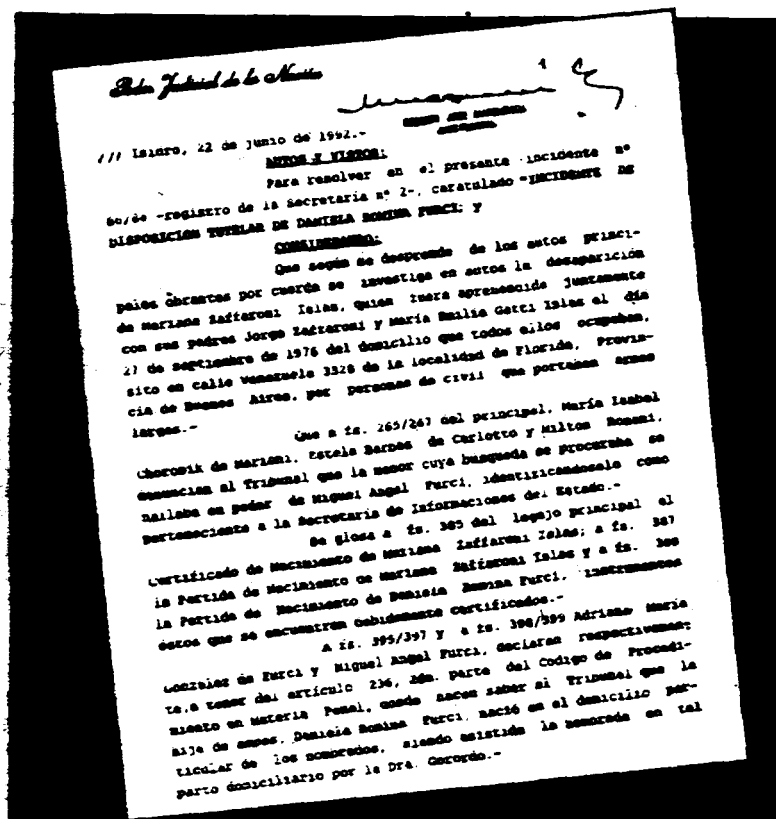 Poder Judicial de la Nación
/// Isidro, 22 de junio de 1992.-
AUTOS Y VISTOS:
Para resolver en el presente incidente nº
-registro de la Secretaría nº 2-, caratulado "INCIDENTE DE
DISPOSICION TUTELAR DE DANIELA ROMINA FURCI; y
CONSIDERANDO:
Que según se desprende de los autos princi-
pales obrantes por cuerda se investiga en autos la desaparición
de Mariana Zaffaroni Islas, quien fuera aprehendida juntamente
con sus padres Jorge Zaffaroni y María Emilia Gatti Islas el día
27 de septiembre de 1976 del domicilio que todos ellos ocupaban,
sito en calle Venezuela 3328 de la localidad de Florida, Provin-
cia de Buenos Aires, por personas de civil que portaban armas
largas.-
Que a fs. 265/267 del principal, María Isabel
Chorobik de Mariani, Estela Barnes de Carlotto y Milton Romani,
denuncian al Tribunal que la menor cuya busqueda se procuraba se
hallaba en poder de Miguel Angel Furci, identificándoselo como
perteneciente a la Secretaría de Informaciones del Estado.-
Se glosa a fs. 385 del legajo principal el
Certificado de Nacimiento de Mariana Zaffaroni Islas; a fs. 387
la Partida de Nacimiento de Mariana Zaffaroni Islas y a fs.
la Partida de Nacimiento de Daniela Romina Furci, instrumentos
éstos que se encuentran debidamente certificados.-
A fs. 395/397 y a fs. 398/399 Adriana María
González de Furci y Miguel Angel Furci, declaran respectivamen-
te,a tenor del artículo 236, 2da. parte del Código de Procedi-
miento en Materia Penal, donde hacen saber al Tribunal que la
hija de ambos, Daniela Romina Furci, nació en el domicilio par-
ticular de los nombrados, siendo asistida la nombrada en tal
parto domiciliario por la Dra. Gerordo.-